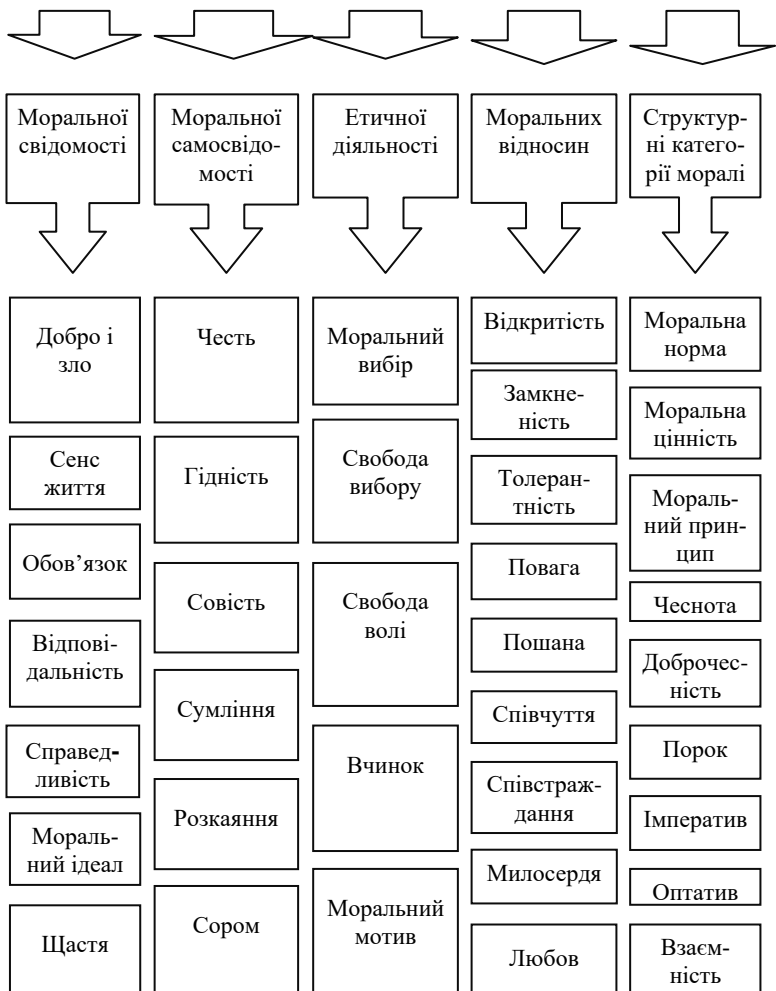 Моральної
свідомості
Моральної
самосвідо-
мості
Етичної
діяльності
Моральних
відносин
Структур-
ні катего-
рії моралі
Добро і
зло
Сенс
життя
Обов’язок
Відпові-
дальність
Справед-
ливість
Мораль-
ний ідеал
Щастя
Честь
Гідність
Совість
Сумління
Розкаяння
Сором
Моральний
вибір
Свобода
вибору
Свобода
волі
Вчинок
Моральний
мотив
Відкритість
Замкне-
ність
Толеран-
тність
Повага
Пошана
Співчуття
Співстраж-
дання
Милосердя
Любов
Моральна
норма
Моральна
цінність
Мораль-
ний прин-
цип
Чеснота
Доброчес-
ність
Порок
Імператив
Оптатив
Взаєм-
ність